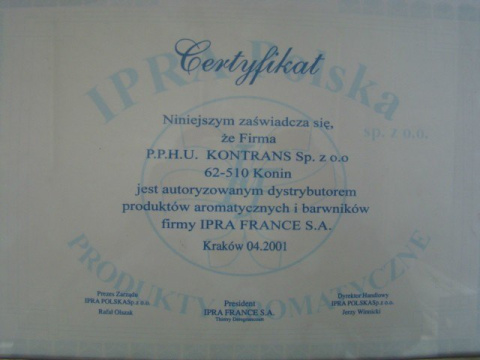 IPRA Polska
sp. z o.o.
Certyfikat
Niniejszym zaświadcza się,
że Firma
P.P.H.U. KONTRANS Sp. z o.o
62-510 Konin
jest autoryzowanym dystrybutorem
produktów aromatycznych i barwników
firmy IPRA FRANCE S.A.
Kraków 04.2001
PRODUKTY AROMATYCZNE
Prezes Zarządu
IPRA POLSKA Sp z o.o.
Rafał
President
IPRA FRANCE S.A.
Thierry
Dyrektor Handlowy
IPRA POLSKA Sp z o.o.
Jerzy Winnicki